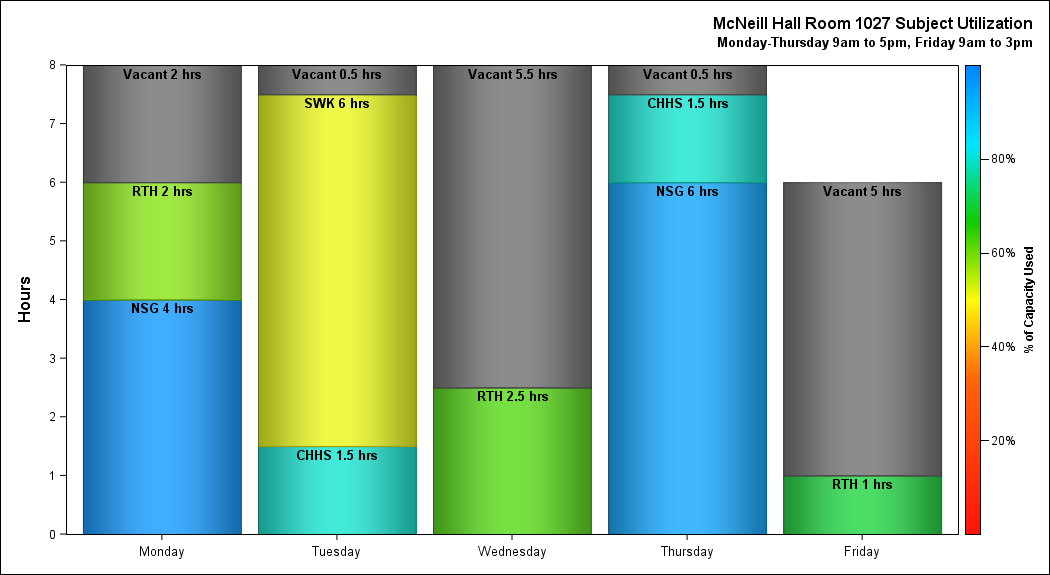 McNeill Hall Room 1027 Subject Utilization
Monday-Thursday 9am to 5pm, Friday 9am to 3pm
Hours
8
7
6
5
4
3
2
1
0
Vacant 2 hrs
RTH 2 hrs
NSG 4 hrs
Vacant 0.5 hrs
SWK 6 hrs
CHHS 1.5 hrs
Vacant 5.5 hrs
RTH 2.5 hrs
Vacant 0.5 hrs
CHHS 1.5 hrs
NSG 6 hrs
Vacant 5 hrs
RTH 1 hrs
Monday
Tuesday
Wednesday
Thursday
Friday
80%
60%
40%
20%
% of Capacity Used